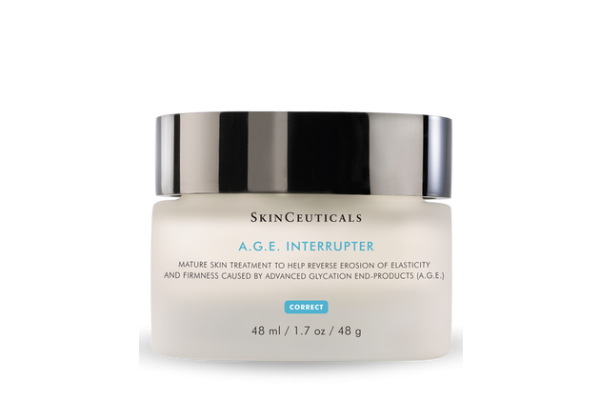 SKINCEUTICALS
A.G.E. INTERRUPTER
MATURE SKIN TREATMENT TO HELP REVERSE EROSION OF ELASTICITY
AND FIRMNESS CAUSED BY ADVANCED GLYCATION END-PRODUCTS (A.G.E.)
CORRECT
48 ml / 1.7 oz / 48 g